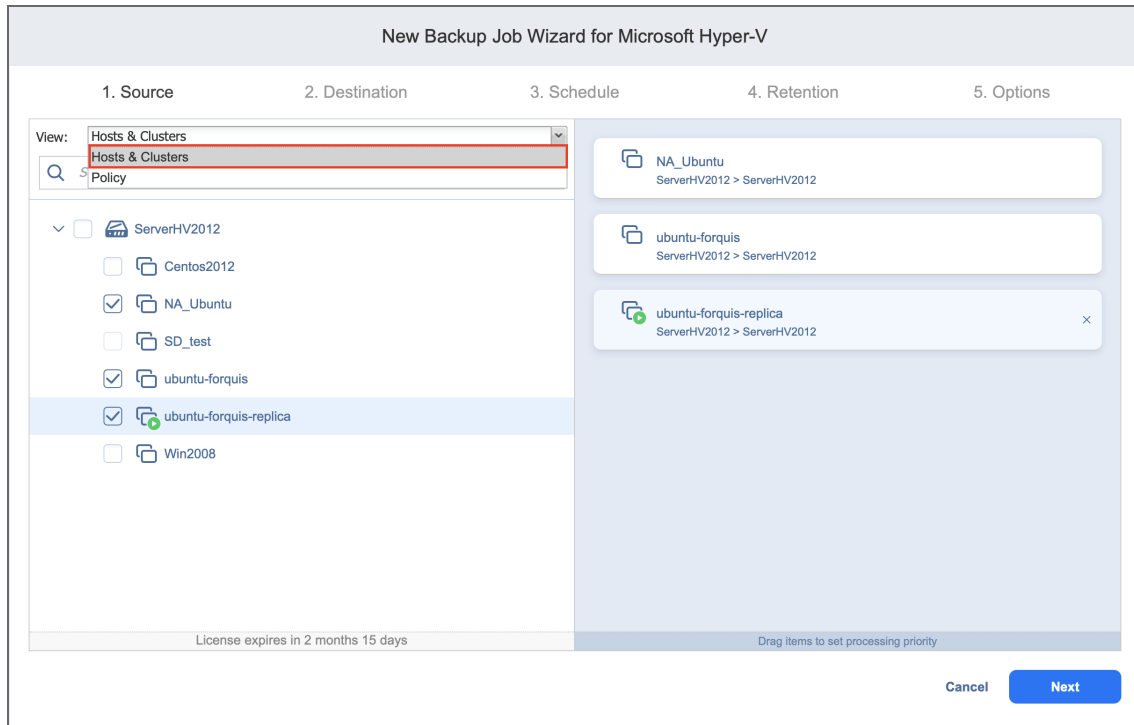 New Backup Job Wizard for Microsoft Hyper-V
1. Source 2. Destination 3. Schedule 4. Retention 5. Options
View: Hosts & Clusters
Hosts & Clusters
S
Policy
ServerHV2012
Centos2012
NA_Ubuntu
SD_test
ubuntu-forquis
ubuntu-forquis-replica
Win2008
License expires in 2 months 15 days
NA_Ubuntu
ServerHV2012 > ServerHV2012
ubuntu-forquis
ServerHV2012 > ServerHV2012
ubuntu-forquis-replica
ServerHV2012 > ServerHV2012
Drag items to set processing priority
Cancel Next